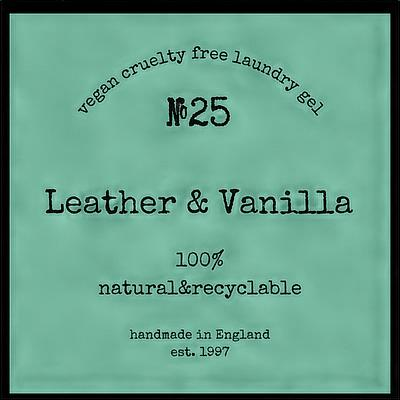 vegan cruelty free laundry gel
№25
Leather & Vanilla
100%
natural&recyclable
handmade in England
est. 1997